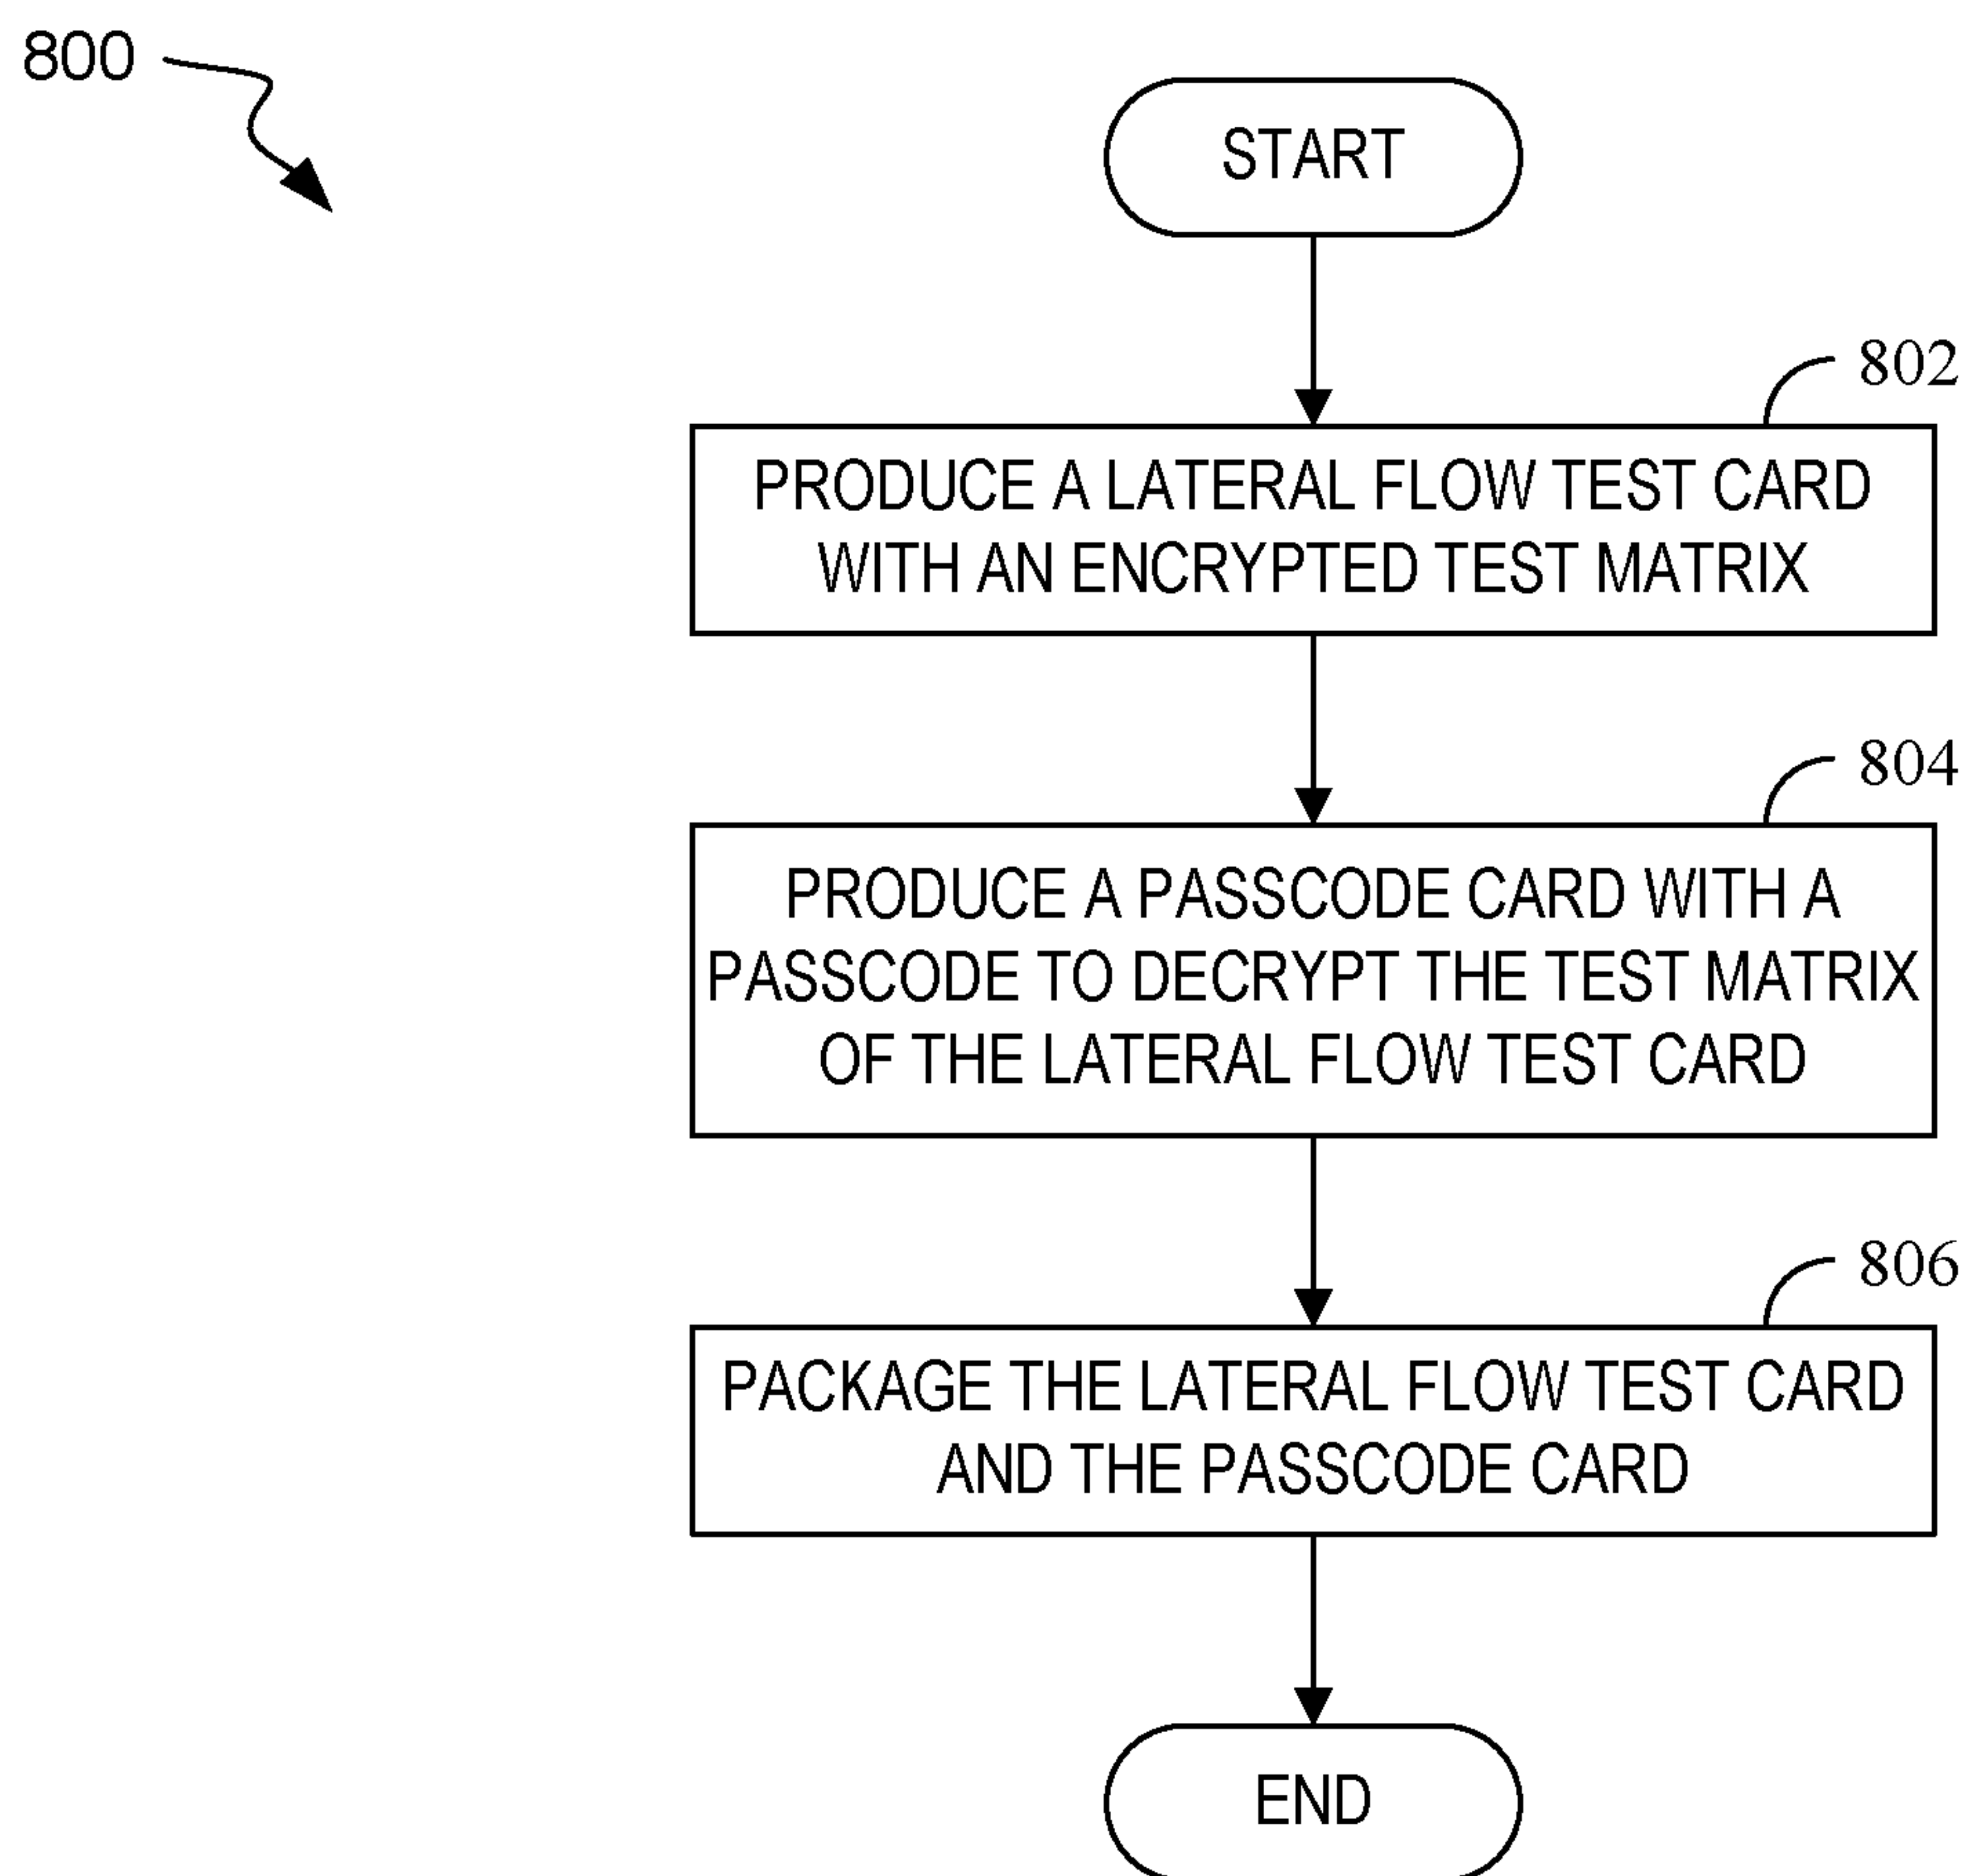 800
START
802
PRODUCE A LATERAL FLOW TEST CARD
WITH AN ENCRYPTED TEST MATRIX
804
PRODUCE A PASSCODE CARD WITH A
PASSCODE TO DECRYPT THE TEST MATRIX
OF THE LATERAL FLOW TEST CARD
806
PACKAGE THE LATERAL FLOW TEST CARD
AND THE PASSCODE CARD
END